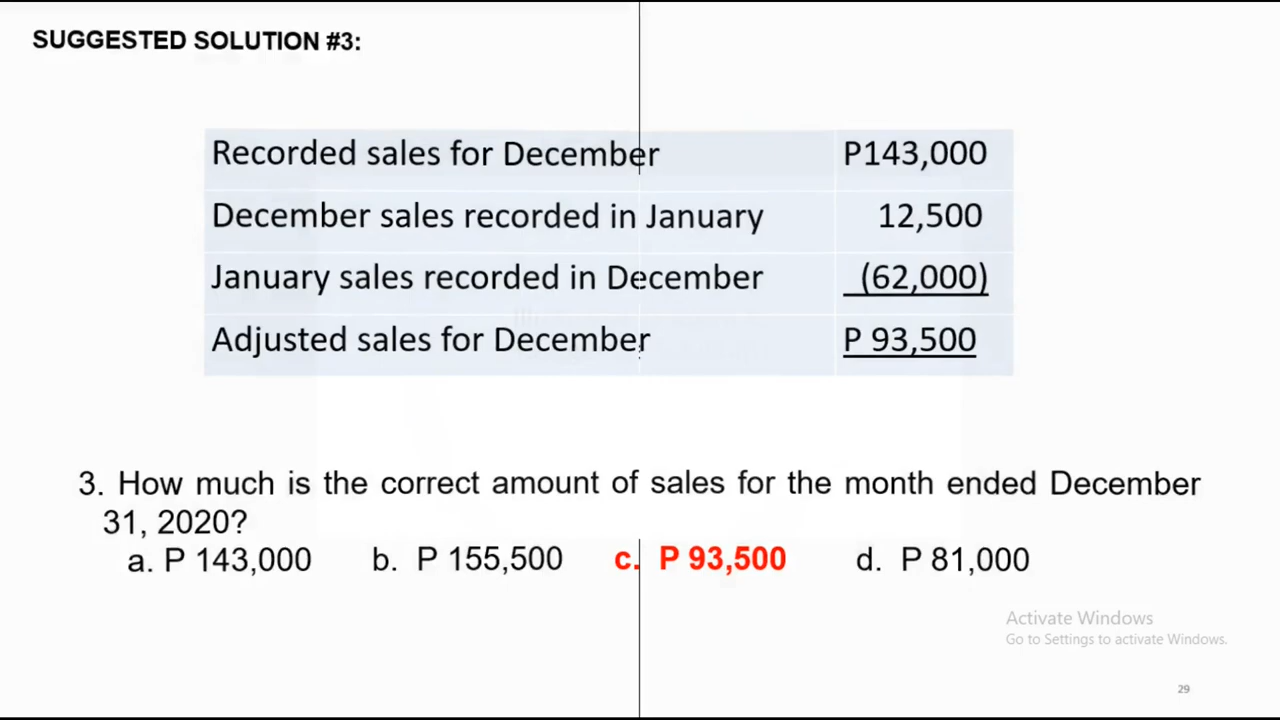 SUGGESTED SOLUTION #3:
Recorded sales for December P143,000
December sales recorded in January 12,500
January sales recorded in December (62,000)
Adjusted sales for December P 93,500
3. How much is the correct amount of sales for the month ended December
31, 2020?
a. P 143,000 b. P 155,500 c. P 93,500 d. P 81,000
Activate Windows
Go to Settings to activate Windows.
29